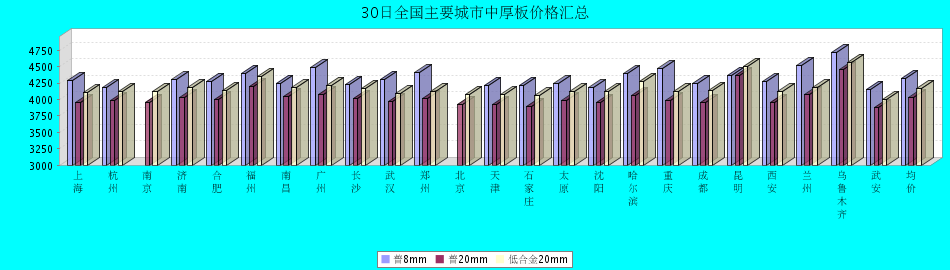 30日全国主要城市中厚板价格汇总
4750
4500
4250
4000
3750
3500
3250
3000
上海
杭州
南京
济南
合肥
福州
南昌
广州
长沙
武汉
郑州
北京
天津
石家庄
太原
沈阳
哈尔滨
重庆
成都
昆明
西安
兰州
乌鲁木齐
武安
均价
普8mm
普20mm
低合金20mm